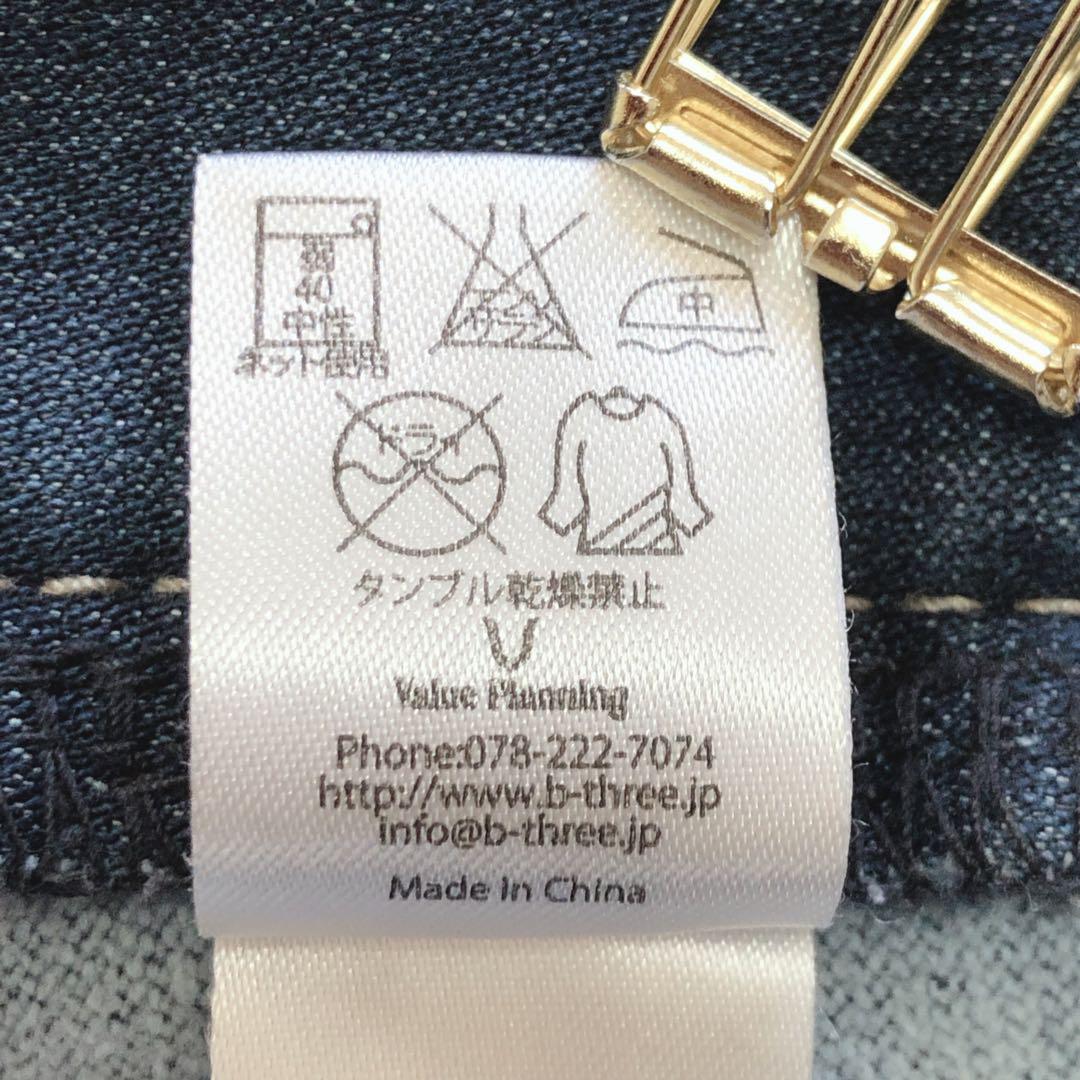 弱
40
中性
ネット使用
エンソ
サラシ
中
ドライ
タンブル乾燥禁止
Value Planning
Phone:078-222-7074
http://www.b-three.jp
info@b-three.jp
Made in China